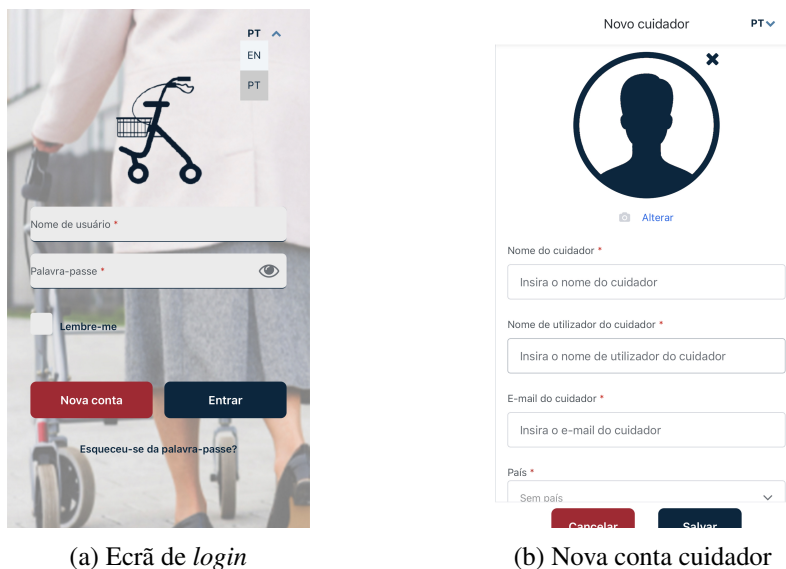 PT
EN
PT
Nome de usuário *
Palavra-passe *
Lembre-me
Nova conta
Entrar
Esqueceu-se da palavra-passe?
(a) Ecrã de login
Novo cuidador
PT
Alterar
Nome do cuidador *
Insira o nome do cuidador
Nome de utilizador do cuidador *
Insira o nome de utilizador do cuidador
E-mail do cuidador *
Insira o e-mail do cuidador
País *
Sem país
Cancelar
Salvar
(b) Nova conta cuidador